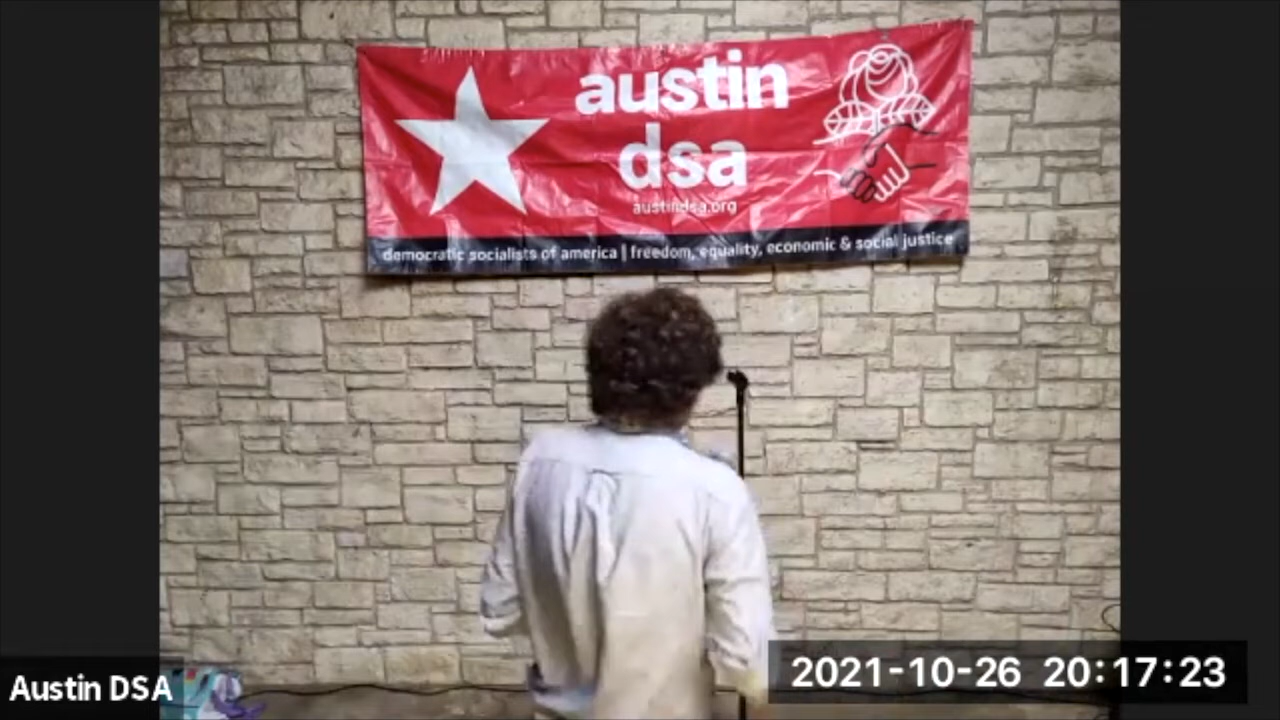 austin
dsa
austindsa.org
democratic socialists of america | freedom, equality, economic & social justice
Austin DSA
2021-10-26 20:17:23